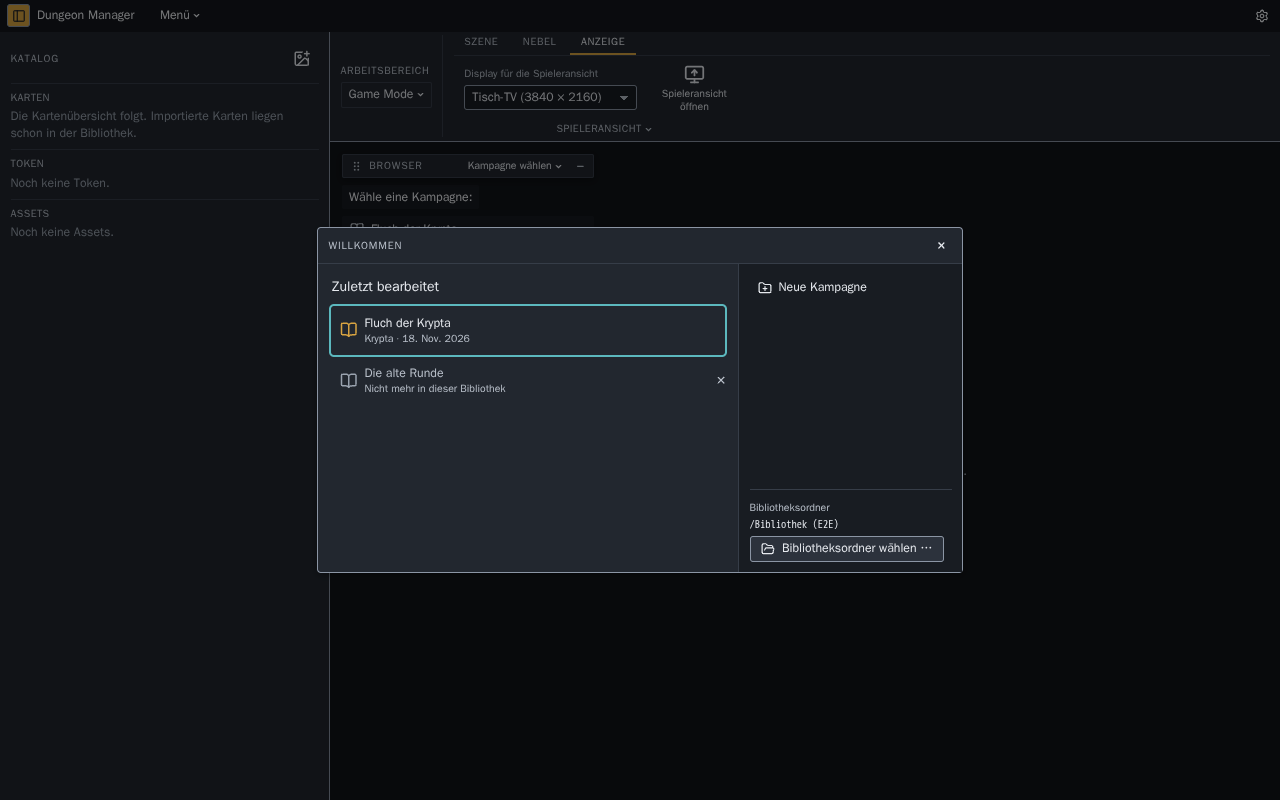 Dungeon Manager
Menü
KATALOG
KARTEN
Die Kartenübersicht folgt. Importierte Karten liegen
schon in der Bibliothek.
TOKEN
Noch keine Token.
ASSETS
Noch keine Assets.
ARBEITSBEREICH
Game Mode
SZENE NEBEL ANZEIGE
Display für die Spieleransicht
Tisch-TV (3840 × 2160)
Spieleransicht
öffnen
SPIELERANSICHT
BROWSER Kampagne wählen
Wähle eine Kampagne:
Fluch der Krypta
WILLKOMMEN
Zuletzt bearbeitet
Fluch der Krypta
Krypta · 18. Nov. 2026
Die alte Runde
Nicht mehr in dieser Bibliothek
Neue Kampagne
Bibliotheksordner
/Bibliothek (E2E)
Bibliotheksordner wählen ···